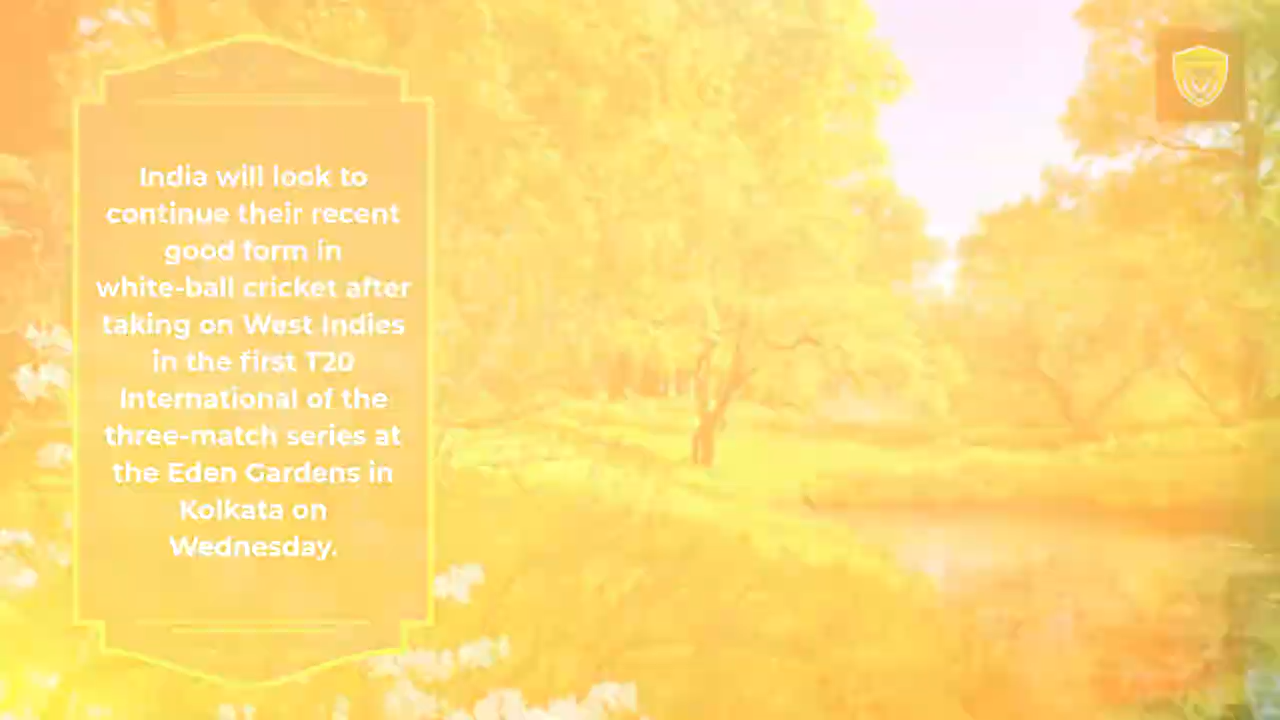 India will look to
continue their recent
good form in
white-ball cricket after
taking on West Indies
in the first T20
International of the
three-match series at
the Eden Gardens in
Kolkata on
Wednesday.